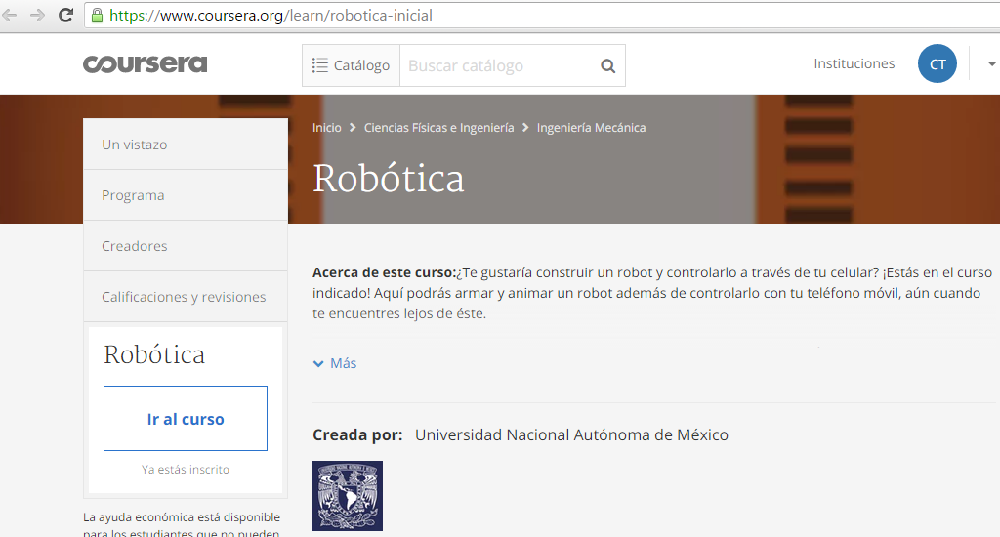 https://www.coursera.org/learn/robotica-inicial
coursera
Catálogo
Buscar catálogo
Instituciones
CT
Inicio > Ciencias Físicas e Ingeniería > Ingeniería Mecánica
Robótica
Un vistazo
Programa
Creadores
Calificaciones y revisiones
Robótica
Ir al curso
Ya estás inscrito
La ayuda económica está disponible
para los estudiantes que no pueden
Acerca de este curso:¿Te gustaría construir un robot y controlarlo a través de tu celular? ¡Estás en el curso
indicado! Aquí podrás armar y animar un robot además de controlarlo con tu teléfono móvil, aún cuando
te encuentres lejos de éste.
Más
Creada por: Universidad Nacional Autónoma de México